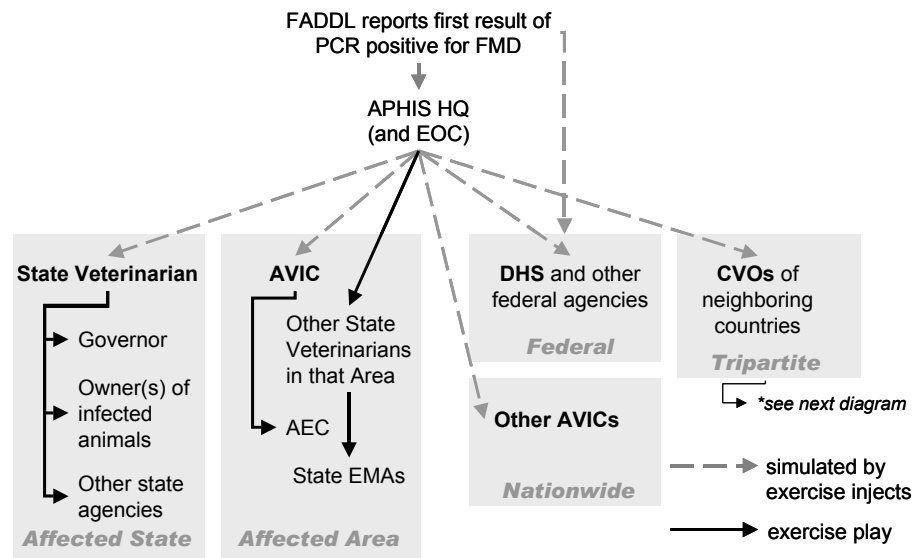 FADDL reports first result of
PCR positive for FMD
APHIS HQ
(and EOC)
State Veterinarian
Governor
Owner(s) of
infected
animals
Other state
agencies
Affected State
AVIC
Other State
Veterinarians
in that Area
AEC
State EMAs
Affected Area
DHS and other
federal agencies
Federal
Other AVICs
Nationwide
CVOs of
neighboring
countries
Tripartite
*see next diagram
simulated by
exercise injects
exercise play